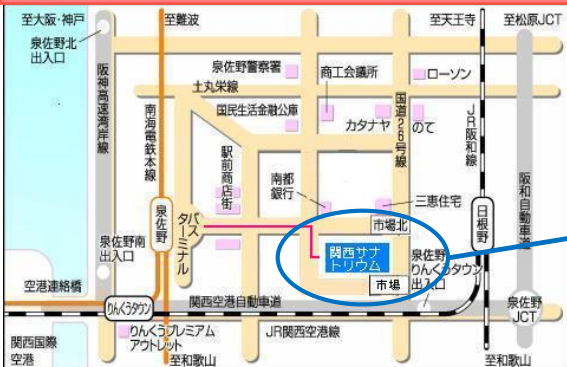 至大阪・神戸
至難波
至天王寺
至松原JCT
泉佐野北
出入口
泉佐野警察署
商工会議所
ローソン
土丸栄線
阪神高速湾岸線
南海電鉄本線
国民生活金融公庫
カタナヤ
国道26号線
のて
JR阪和線
駅前商店街
南都
銀行
三恵住宅
阪和自動車道
泉佐野
バス
ターミナル
市場北
日根野
泉佐野南
出入口
関西サナ
トリウム
泉佐野
りんくうタウン
出入口
市場
空港連絡橋
りんくうタウン
関西空港自動車道
泉佐野
JCT
りんくうプレミアム
アウトレット
JR関西空港線
関西国際
空港
至和歌山
至和歌山